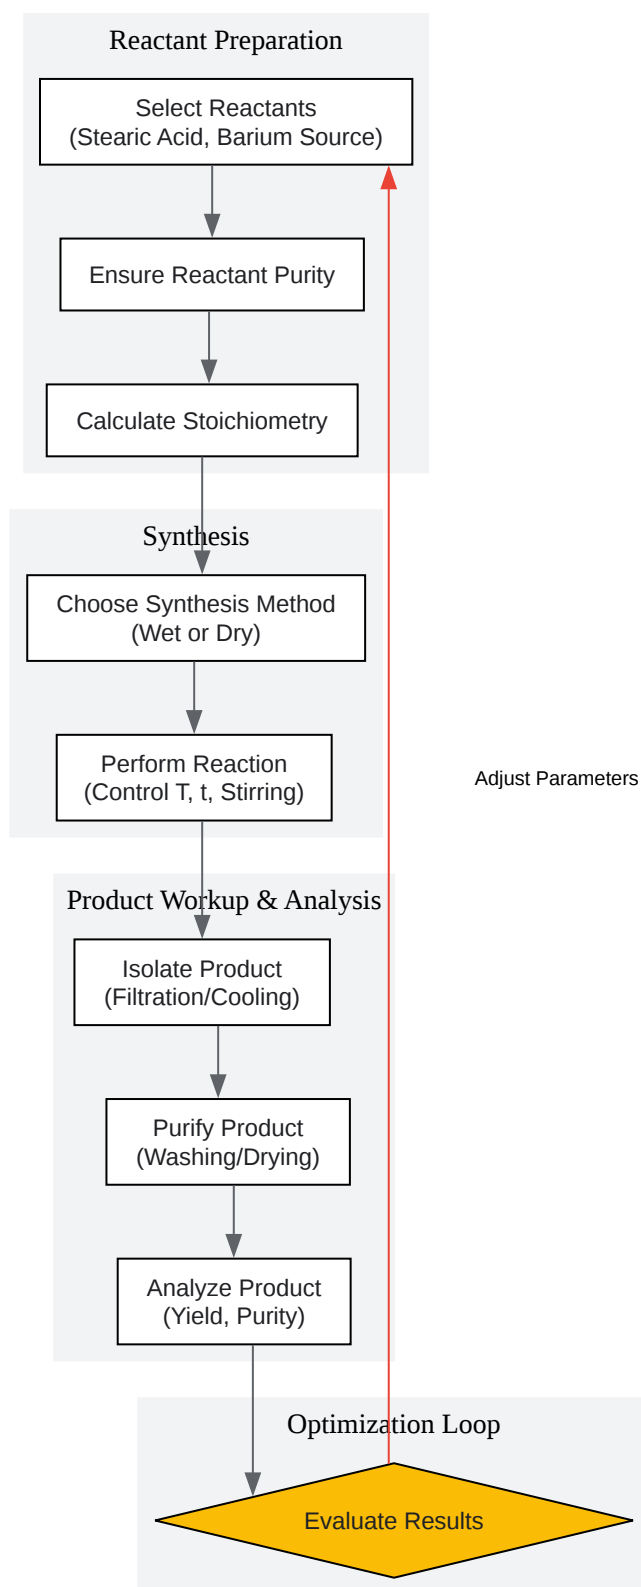 Reactant Preparation
Select Reactants
(Stearic Acid, Barium Source)
Ensure Reactant Purity
Calculate Stoichiometry
Synthesis
Choose Synthesis Method
(Wet or Dry)
Perform Reaction
(Control T, t, Stirring)
Adjust Parameters
Product Workup & Analysis
Isolate Product
(Filtration/Cooling)
Purify Product
(Washing/Drying)
Analyze Product
(Yield, Purity)
Optimization Loop
Evaluate Results